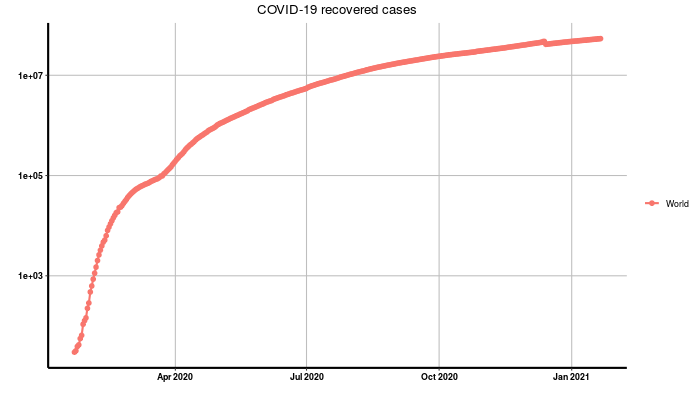 COVID-19 recovered cases
1e+07
1e+05
1e+03
World
Apr 2020
Jul 2020
Oct 2020
Jan 2021